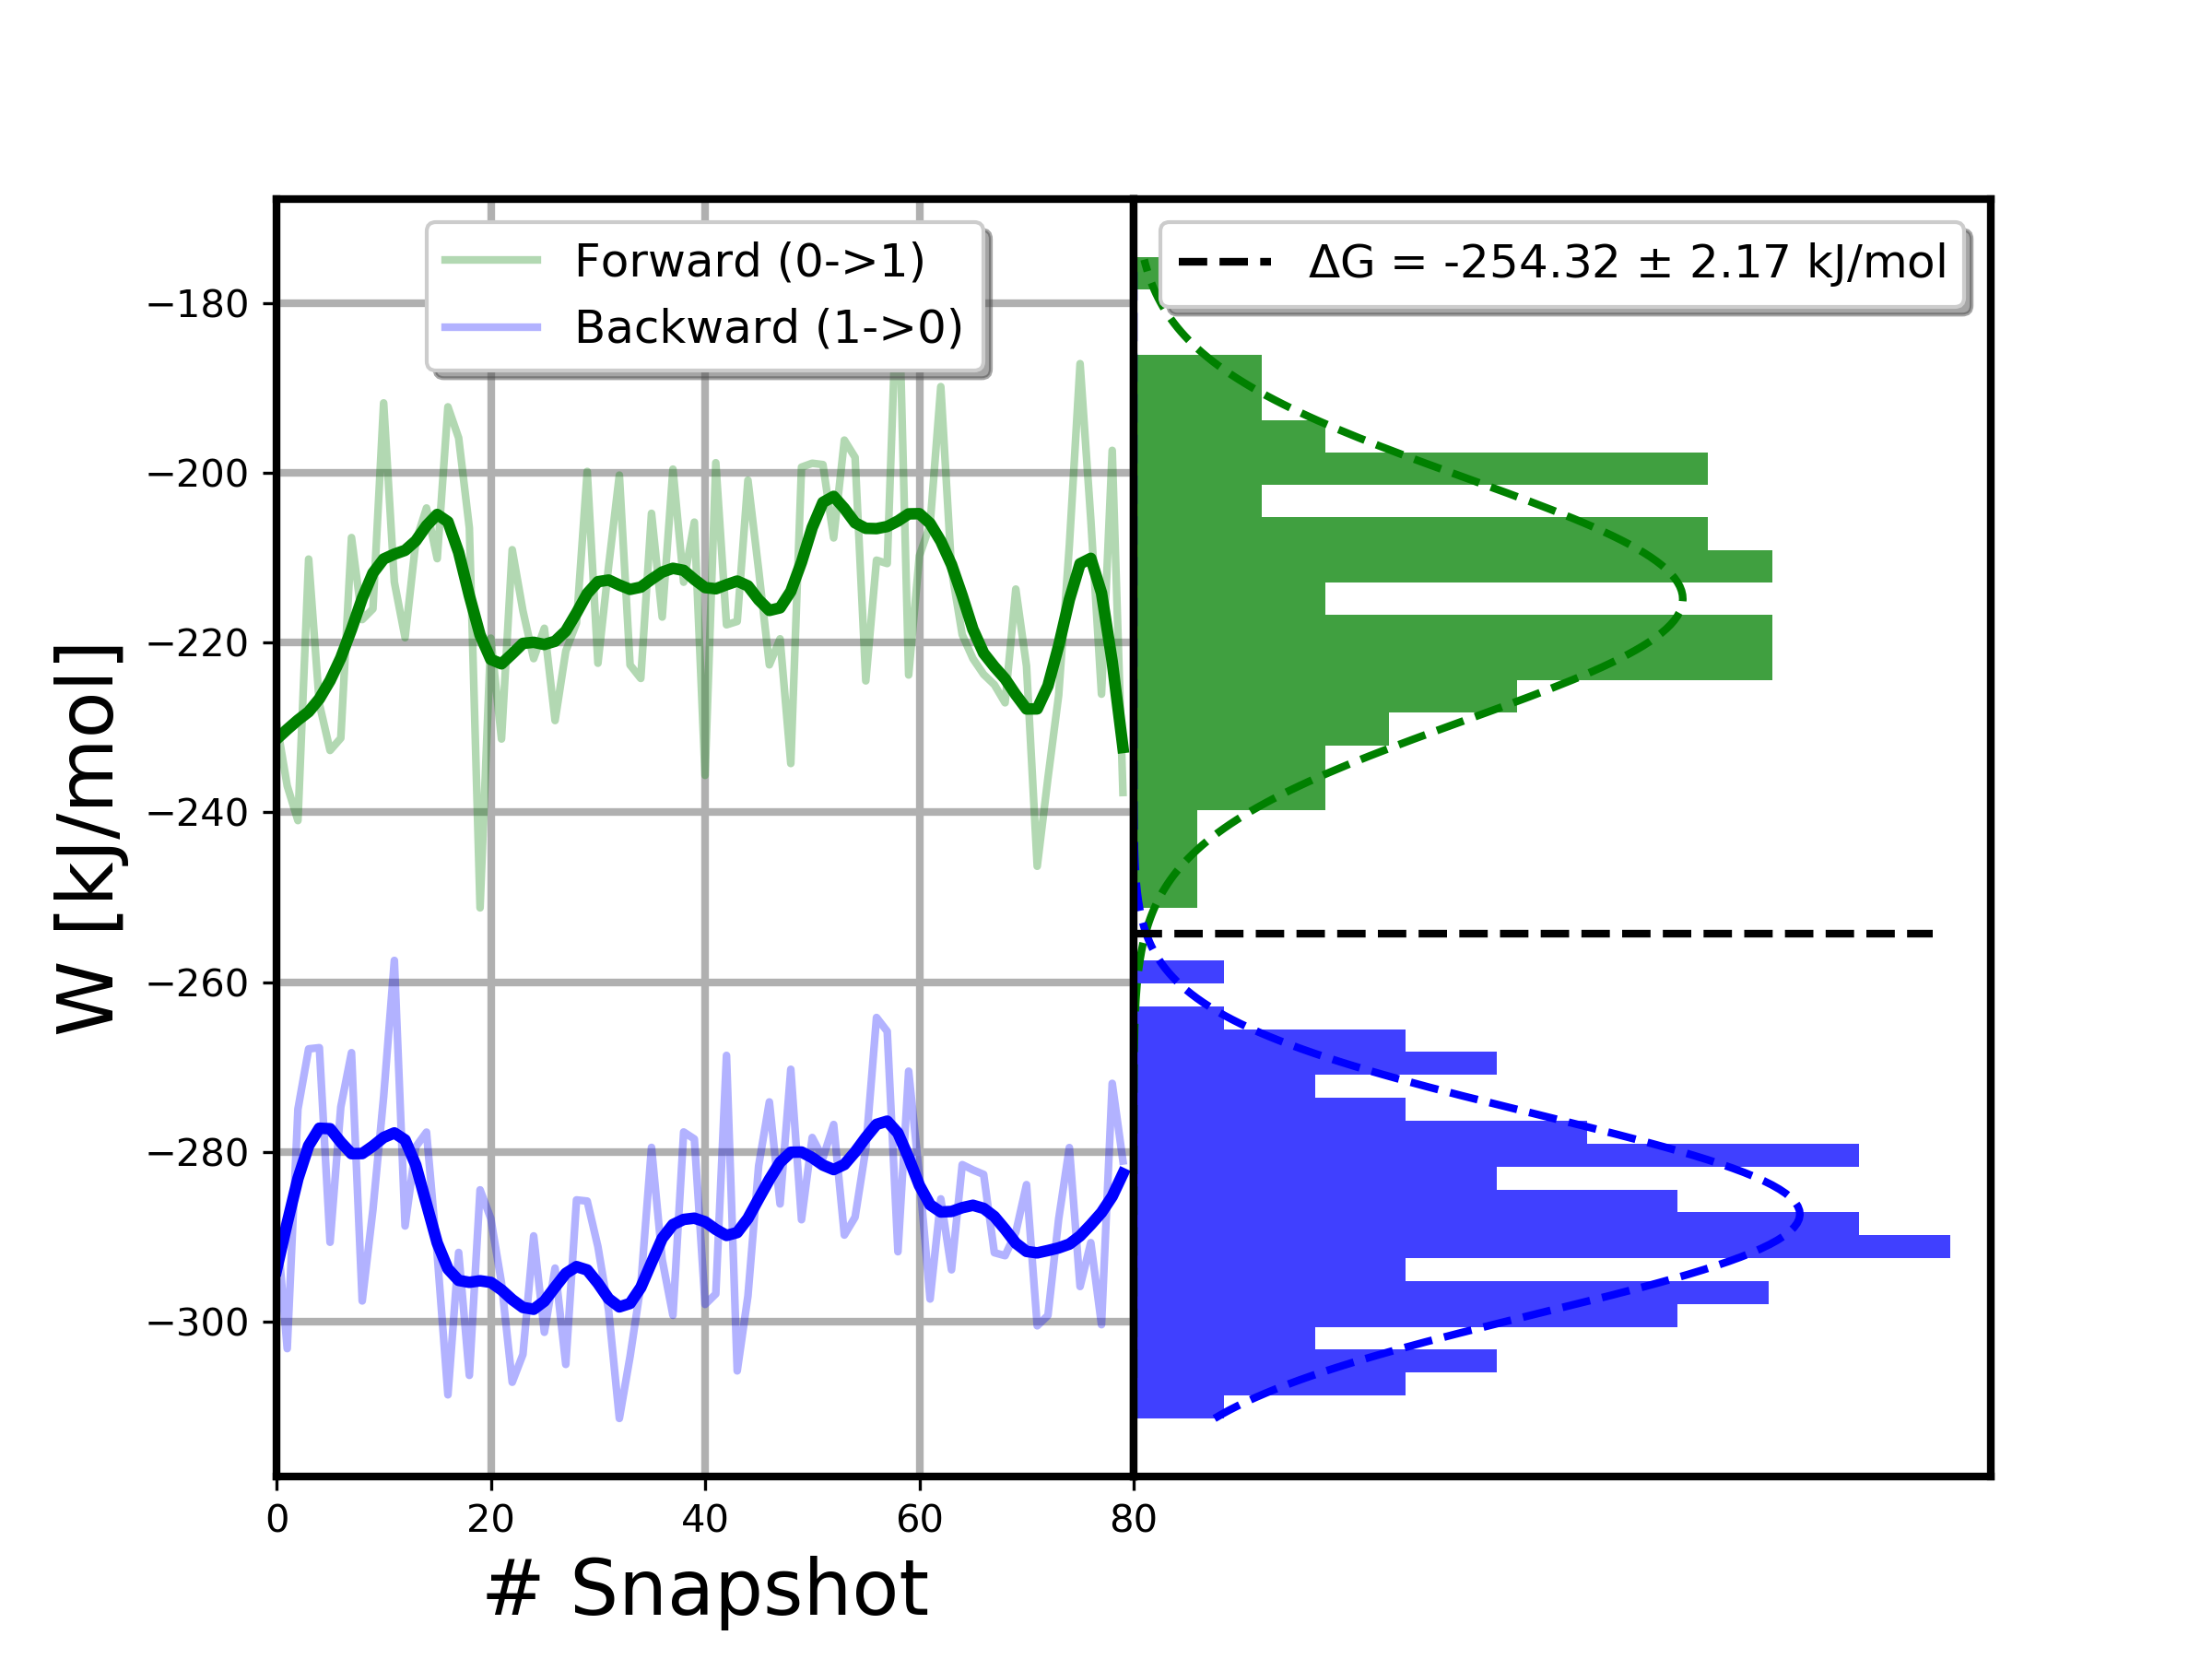 Forward (0->1)
Backward (1->0)
ΔG = -254.32 ± 2.17 kJ/mol
−180
−200
−220
−240
−260
−280
−300
W [kJ/mol]
0 20 40 60 80
# Snapshot